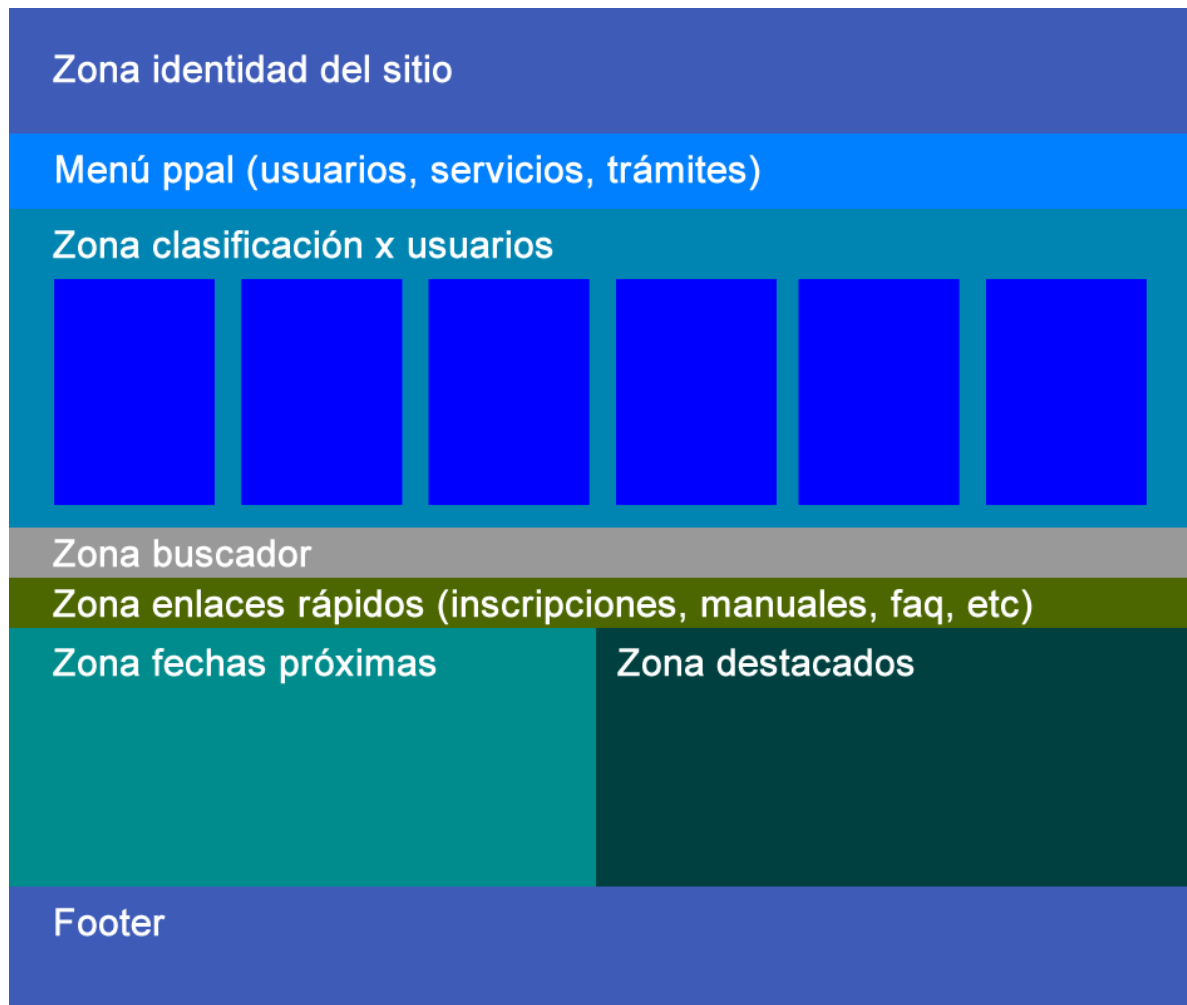 Zona identidad del sitio
Menú ppal (usuarios, servicios, trámites)
Zona clasificación x usuarios
Zona buscador
Zona enlaces rápidos (inscripciones, manuales, faq, etc)
Zona fechas próximas
Zona destacados
Footer